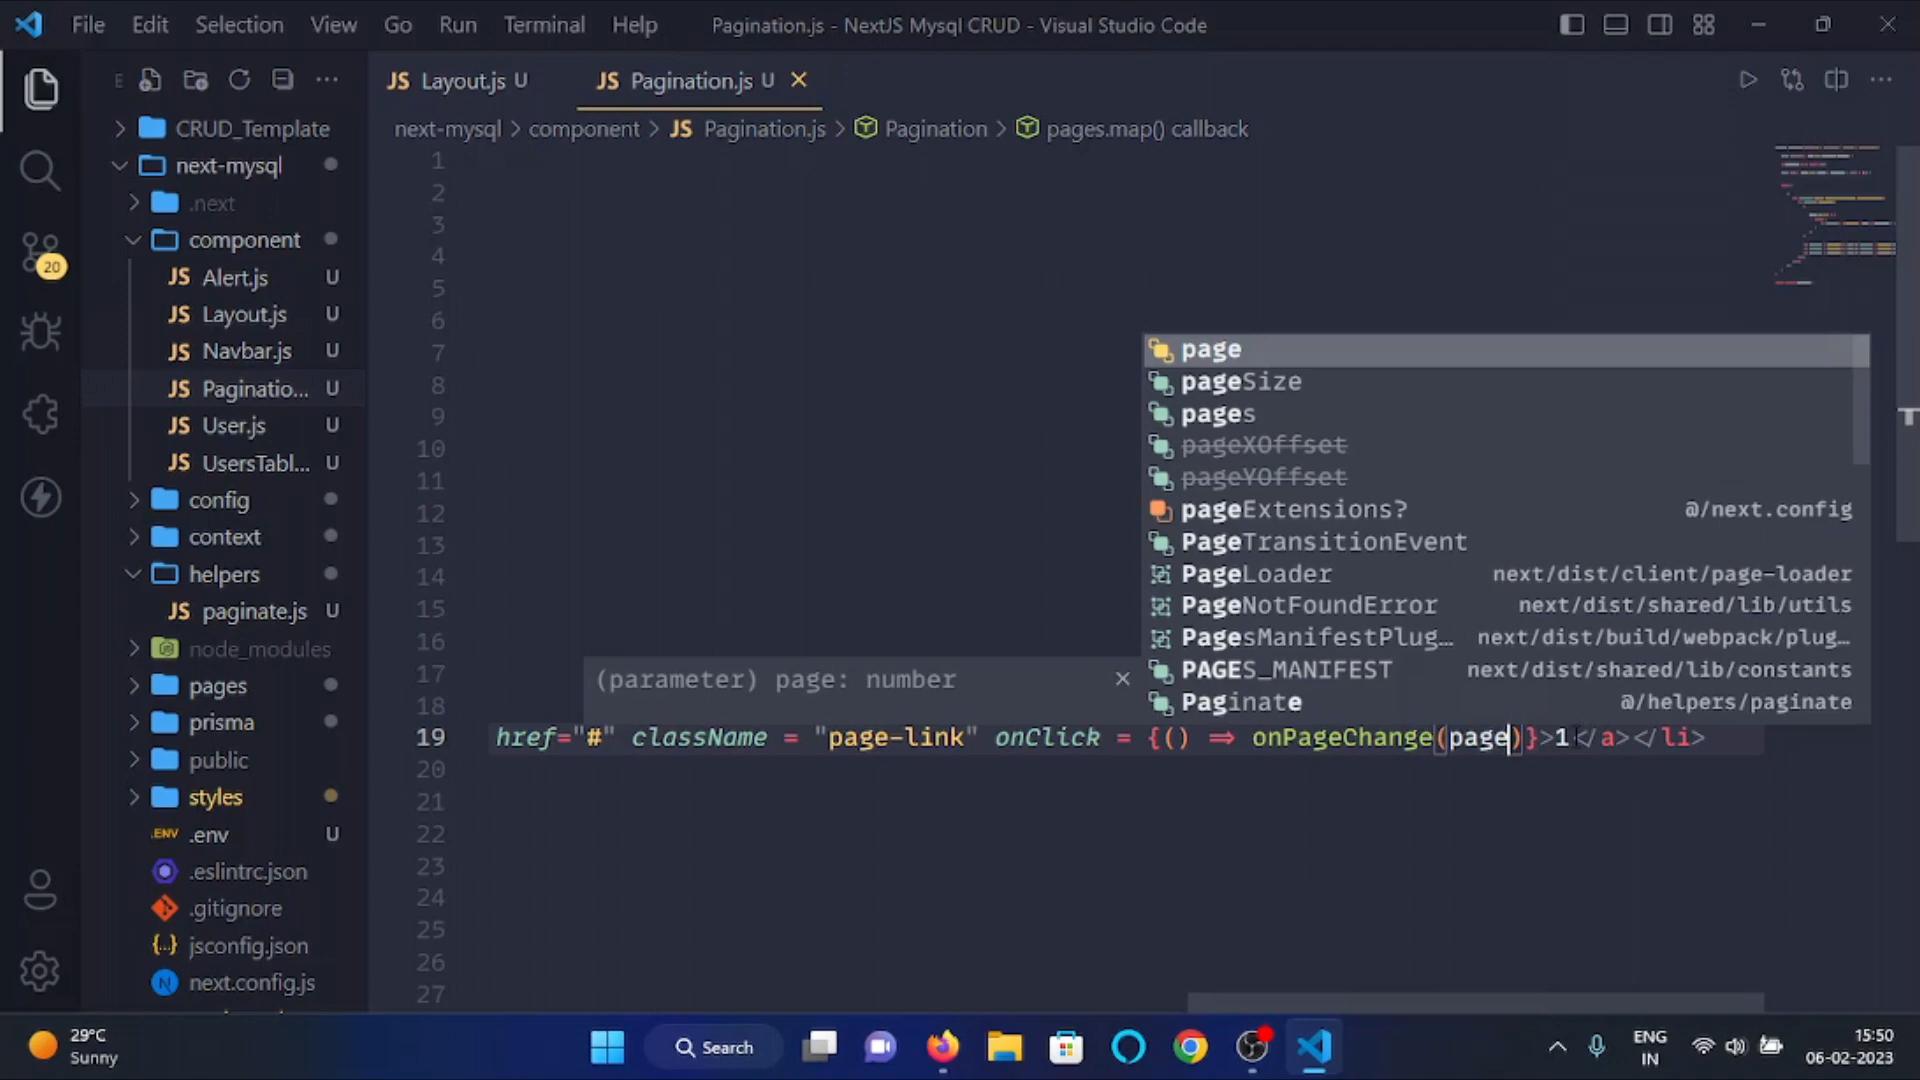 File Edit Selection View Go Run Terminal Help Pagination.js - NextJS Mysql CRUD - Visual Studio Code
E
JS Layout.js U JS Pagination.js U
next-mysql > component > JS Pagination.js > Pagination > pages.map() callback
CRUD_Template
next-mysql
.next
component
JS Alert.js U
JS Layout.js U
JS Navbar.js U
JS Paginatio... U
JS User.js U
JS UsersTabl... U
config
context
helpers
JS paginate.js U
node_modules
pages
prisma
public
styles
.ENV .env U
.eslintrc.json
.gitignore
{..} jsconfig.json
N next.config.js
20
1
2
3
4
5
6
7
8
9
10
11
12
13
14
15
16
17
18
19 href="#" className = "page-link" onClick = {() => onPageChange(page)}>1</a></li>
20
21
22
23
24
25
26
27
page
pageSize
pages
pageXOffset
pageYOffset
pageExtensions? @/next.config
PageTransitionEvent
PageLoader next/dist/client/page-loader
PageNotFoundError next/dist/shared/lib/utils
PagesManifestPlug... next/dist/build/webpack/plug...
PAGES_MANIFEST next/dist/shared/lib/constants
Paginate @/helpers/paginate
(parameter) page: number
29°C
Sunny
Search
ENG
IN
15:50
06-02-2023